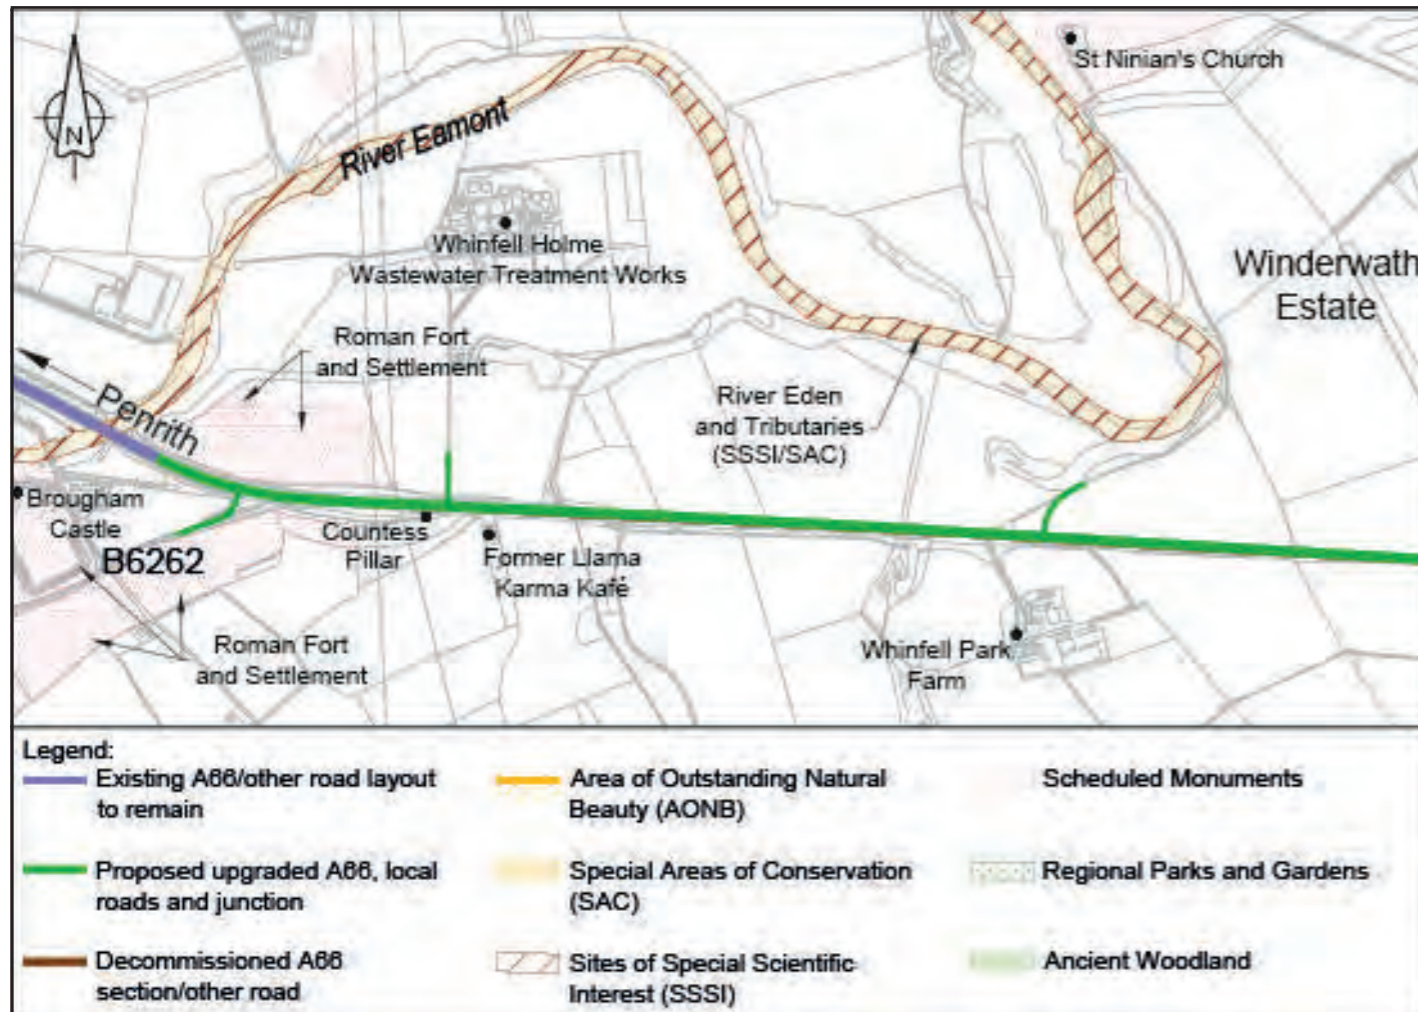 St Ninian's Church
N
River Eamont
Whinfell Holme
Wastewater Treatment Works
Winderwath
Estate
Roman Fort
and Settlement
Penrith
River Eden
and Tributaries
(SSSI/SAC)
Brougham
Castle
B6262
Countess
Pillar
Former Llama
Karma Kafé
Roman Fort
and Settlement
Whinfell Park
Farm
Legend:
Existing A66/other road layout
to remain
Proposed upgraded A66, local
roads and junction
Decommissioned A66
section/other road
Area of Outstanding Natural
Beauty (AONB)
Special Areas of Conservation
(SAC)
Sites of Special Scientific
Interest (SSSI)
Scheduled Monuments
Regional Parks and Gardens
Ancient Woodland